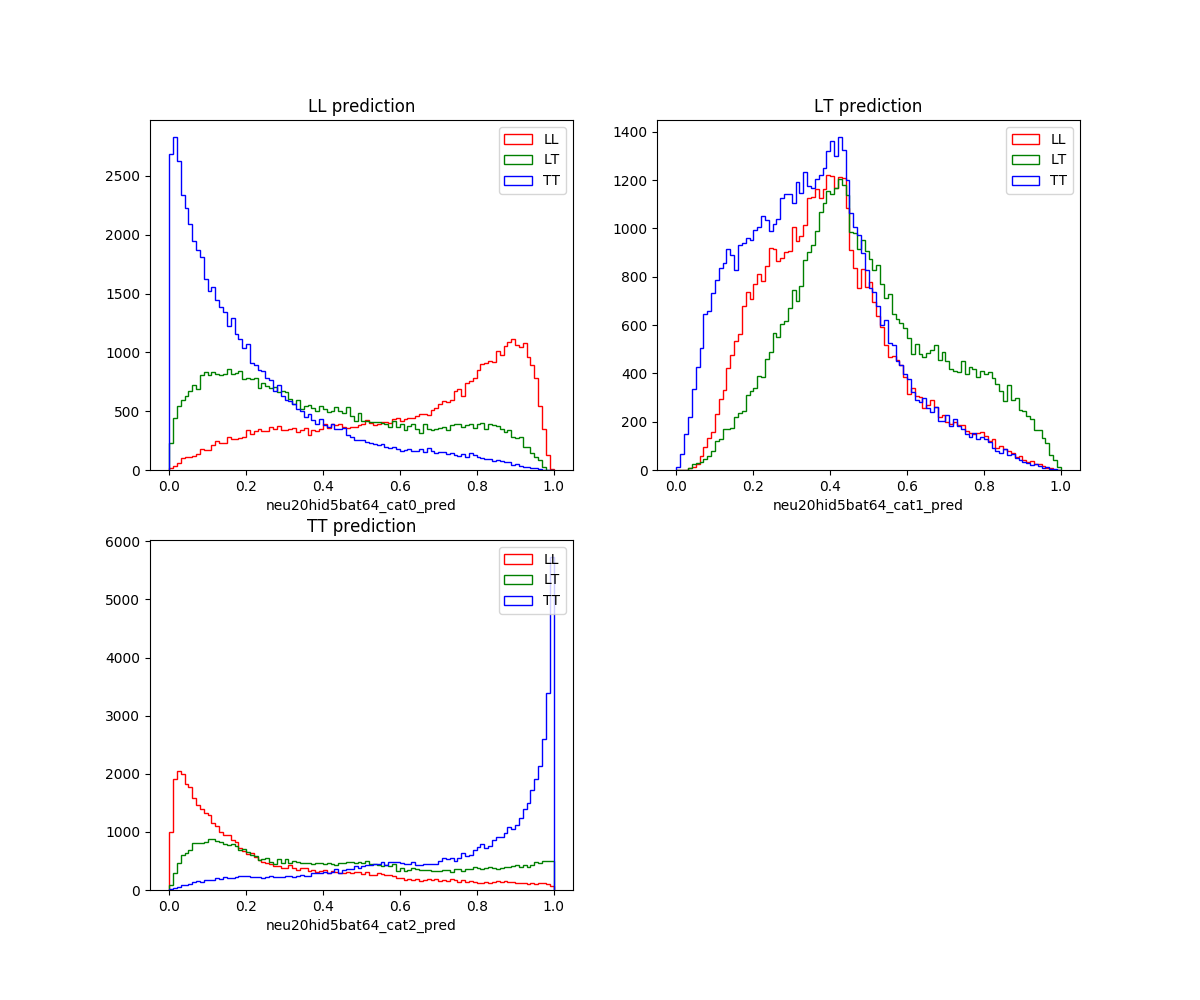 LL prediction
LL
LT
TT
2500
2000
1500
1000
500
0
0.0 0.2 0.4 0.6 0.8 1.0
neu20hid5bat64_cat0_pred
LT prediction
LL
LT
TT
1400
1200
1000
800
600
400
200
0
0.0 0.2 0.4 0.6 0.8 1.0
neu20hid5bat64_cat1_pred
TT prediction
LL
LT
TT
6000
5000
4000
3000
2000
1000
0
0.0 0.2 0.4 0.6 0.8 1.0
neu20hid5bat64_cat2_pred